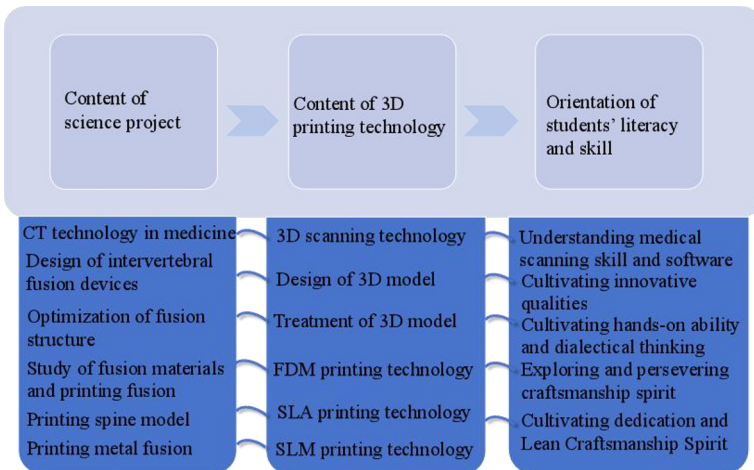 Content of
science project
Content of 3D
printing technology
Orientation of
students’ literacy
and skill
CT technology in medicine
Design of intervertebral
fusion devices
Optimization of fusion
structure
Study of fusion materials
and printing fusion
Printing spine model
Printing metal fusion
3D scanning technology
Design of 3D model
Treatment of 3D model
FDM printing technology
SLA printing technology
SLM printing technology
Understanding medical
scanning skill and software
Cultivating innovative
qualities
Cultivating hands-on ability
and dialectical thinking
Exploring and persevering
craftsmanship spirit
Cultivating dedication and
Lean Craftsmanship Spirit